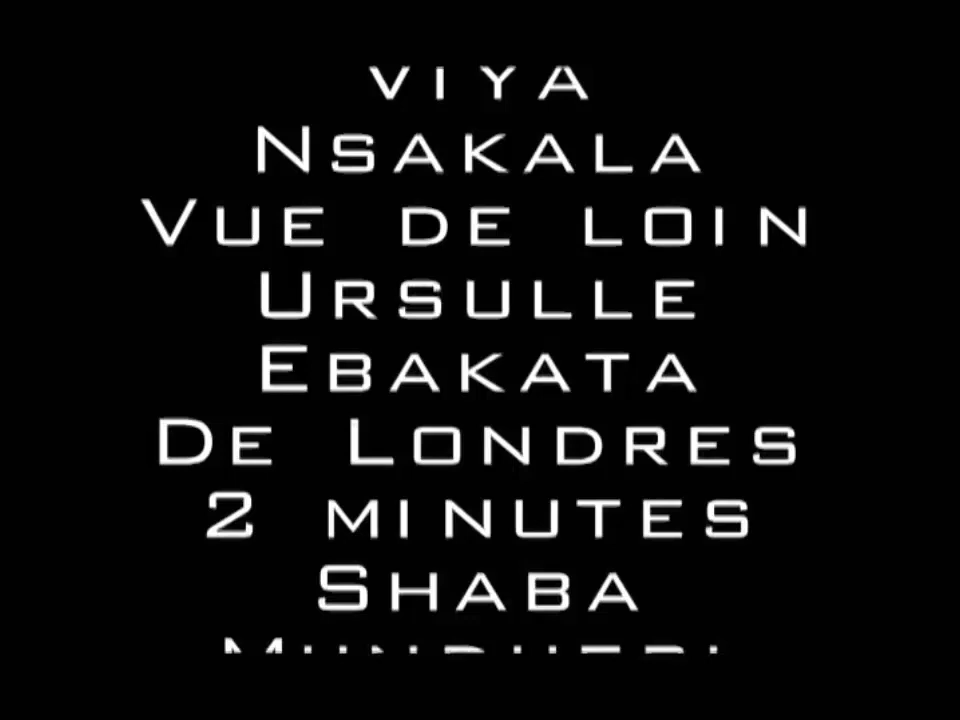 VIYA
NSAKALA
VUE DE LOIN
URSULLE
EBAKATA
DE LONDRES
2 MINUTES
SHABA